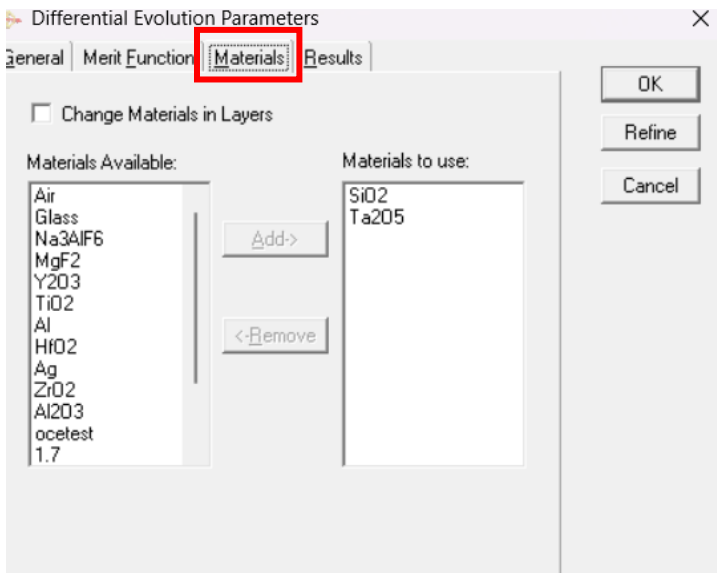 Differential Evolution Parameters
General Merit Function Materials Results
OK
Change Materials in Layers
Refine
Materials Available: Materials to use:
Cancel
Air
Glass
Na3AlF6
MgF2
Y2O3
TiO2
Al
HfO2
Ag
ZrO2
Al2O3
ocetest
1.7
Add->
<-Remove
SiO2
Ta2O5